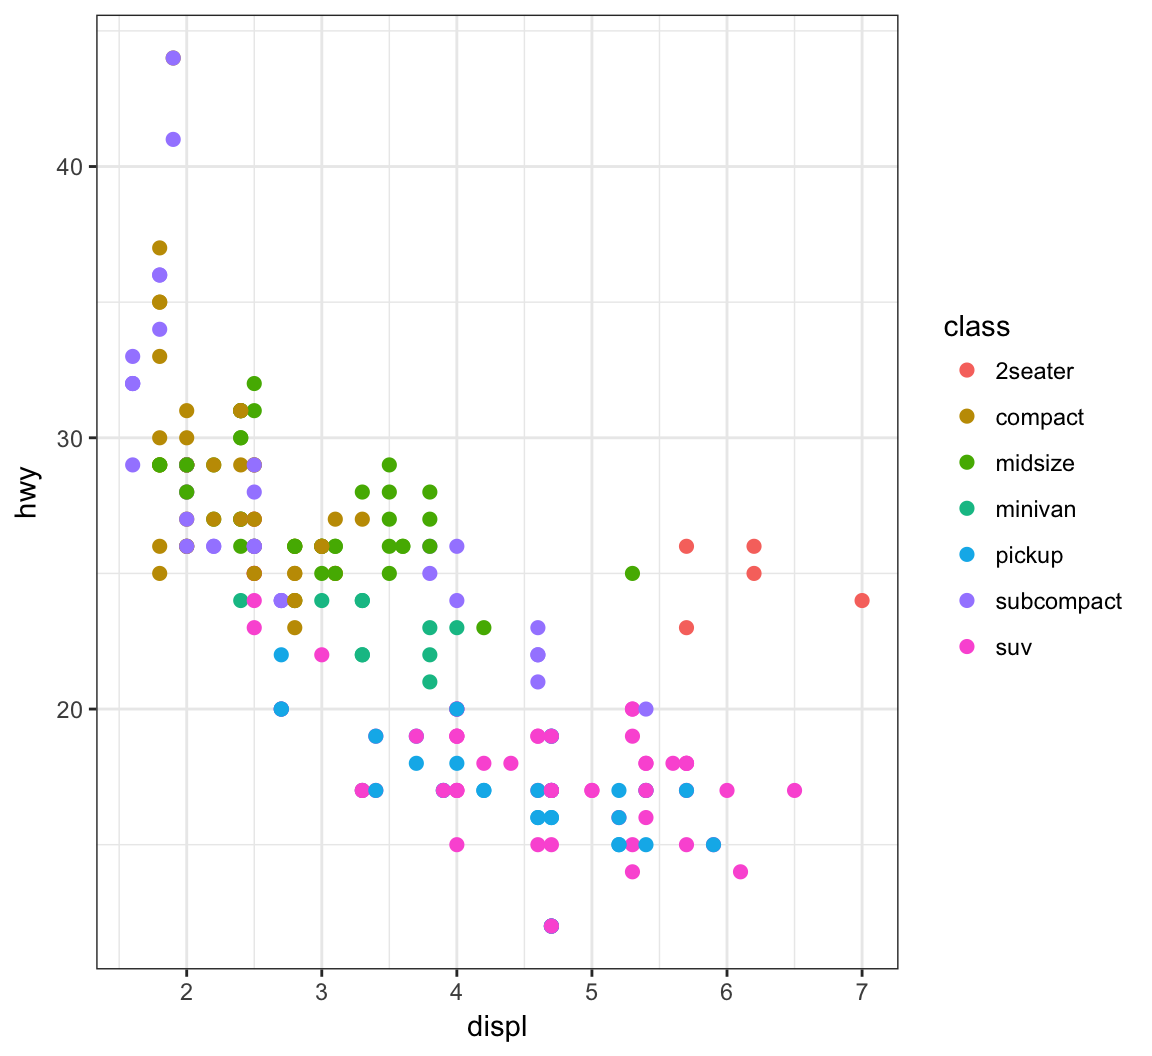 hwy
40
30
20
2 3 4 5 6 7
displ
class
2seater
compact
midsize
minivan
pickup
subcompact
suv